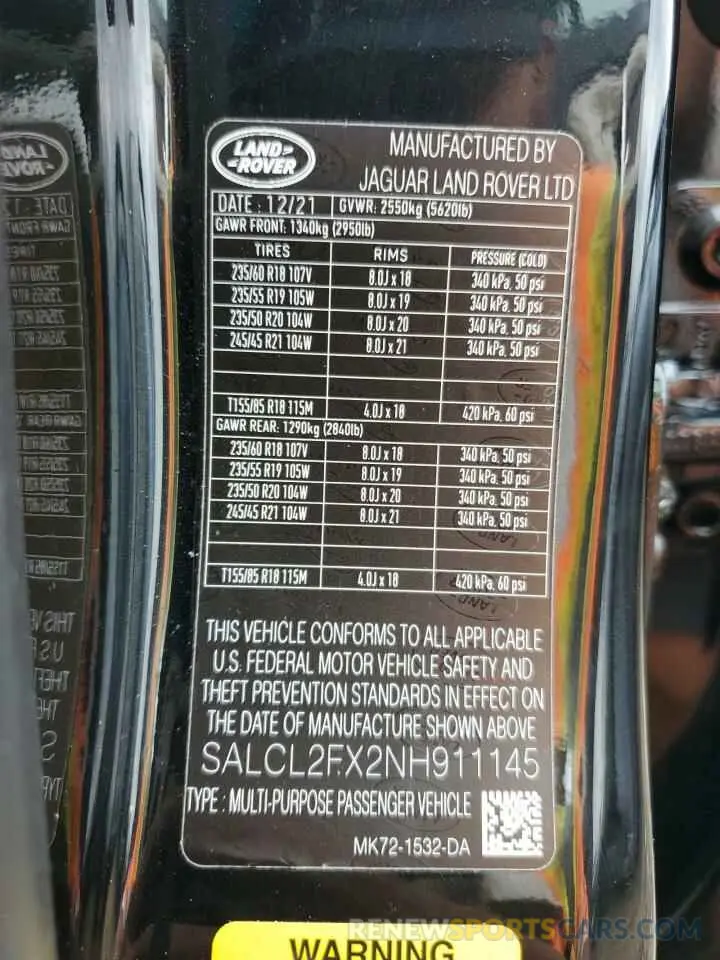 LAND ROVER
MANUFACTURED BY
JAGUAR LAND ROVER LTD
DATE : 12/21 GVWR: 2550kg (5620lb)
GAWR FRONT: 1340kg (2950lb)
TIRES RIMS PRESSURE (COLD)
235/60 R18 107V 8.0J x 18 340 kPa, 50 psi
235/55 R19 105W 8.0J x 19 340 kPa, 50 psi
235/50 R20 104W 8.0J x 20 340 kPa, 50 psi
245/45 R21 104W 8.0J x 21 340 kPa, 50 psi
T155/85 R18 115M 4.0J x 18 420 kPa, 60 psi
GAWR REAR: 1290kg (2840lb)
235/60 R18 107V 8.0J x 18 340 kPa, 50 psi
235/55 R19 105W 8.0J x 19 340 kPa, 50 psi
235/50 R20 104W 8.0J x 20 340 kPa, 50 psi
245/45 R21 104W 8.0J x 21 340 kPa, 50 psi
T155/85 R18 115M 4.0J x 18 420 kPa, 60 psi
THIS VEHICLE CONFORMS TO ALL APPLICABLE
U.S. FEDERAL MOTOR VEHICLE SAFETY AND
THEFT PREVENTION STANDARDS IN EFFECT ON
THE DATE OF MANUFACTURE SHOWN ABOVE
SALCL2FX2NH911145
TYPE : MULTI-PURPOSE PASSENGER VEHICLE
MK72-1532-DA
RENEWSPORTSCARS.COM
WARNING